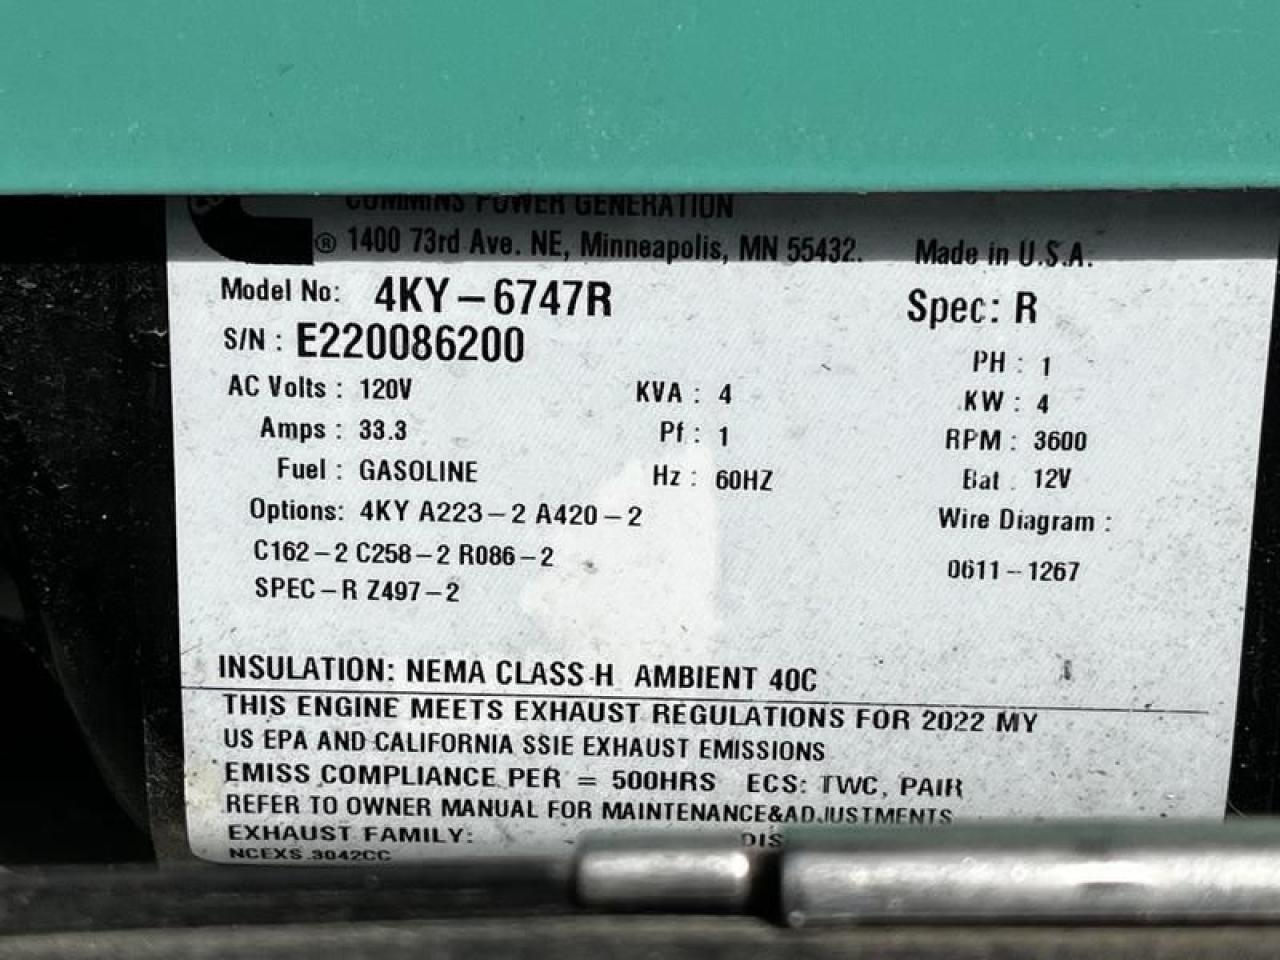 CUMMINS POWER GENERATION
® 1400 73rd Ave. NE, Minneapolis, MN 55432. Made in U.S.A.
Model No: 4KY-6747R Spec: R
S/N : E220086200
PH : 1
AC Volts : 120V KVA : 4 KW : 4
Amps : 33.3 Pf : 1 RPM : 3600
Fuel : GASOLINE Hz : 60HZ Bat : 12V
Options: 4KY A223-2 A420-2 Wire Diagram :
C162-2 C258-2 R086-2 0611-1267
SPEC-R Z497-2
INSULATION: NEMA CLASS H AMBIENT 40C
THIS ENGINE MEETS EXHAUST REGULATIONS FOR 2022 MY
US EPA AND CALIFORNIA SSIE EXHAUST EMISSIONS
EMISS COMPLIANCE PER = 500HRS ECS: TWC, PAIR
REFER TO OWNER MANUAL FOR MAINTENANCE&ADJUSTMENTS
EXHAUST FAMILY: DIS
NCEXS.3042CC